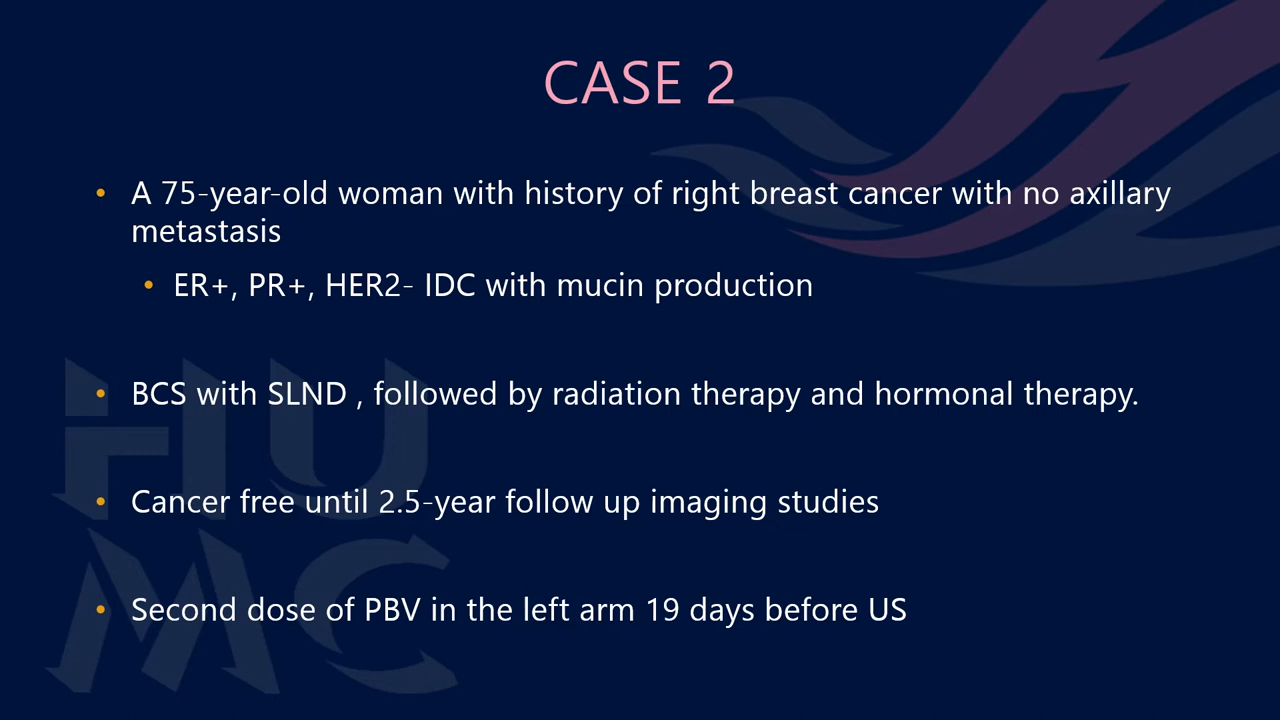 CASE 2
• A 75-year-old woman with history of right breast cancer with no axillary
metastasis
• ER+, PR+, HER2- IDC with mucin production
• BCS with SLND , followed by radiation therapy and hormonal therapy.
• Cancer free until 2.5-year follow up imaging studies
• Second dose of PBV in the left arm 19 days before US
HU
MC